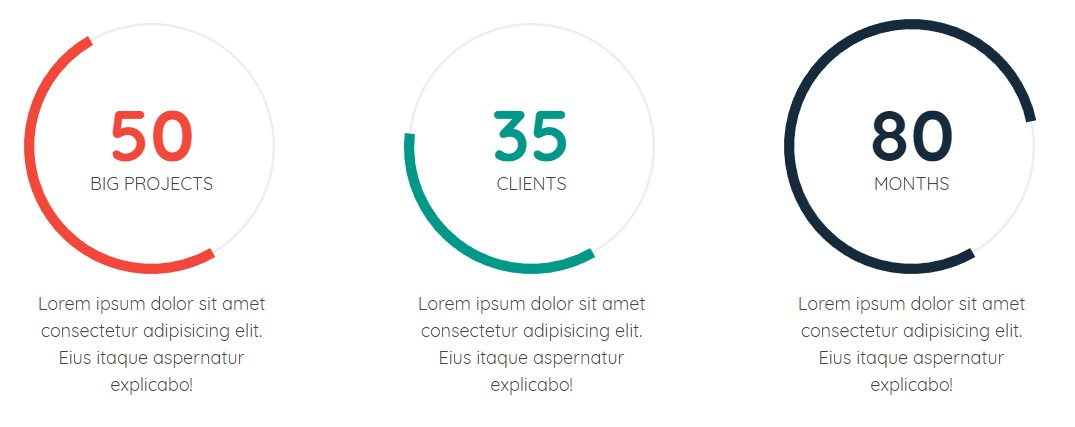 50
BIG PROJECTS
Lorem ipsum dolor sit amet
consectetur adipisicing elit.
Eius itaque aspernatur
explicabo!
35
CLIENTS
Lorem ipsum dolor sit amet
consectetur adipisicing elit.
Eius itaque aspernatur
explicabo!
80
MONTHS
Lorem ipsum dolor sit amet
consectetur adipisicing elit.
Eius itaque aspernatur
explicabo!